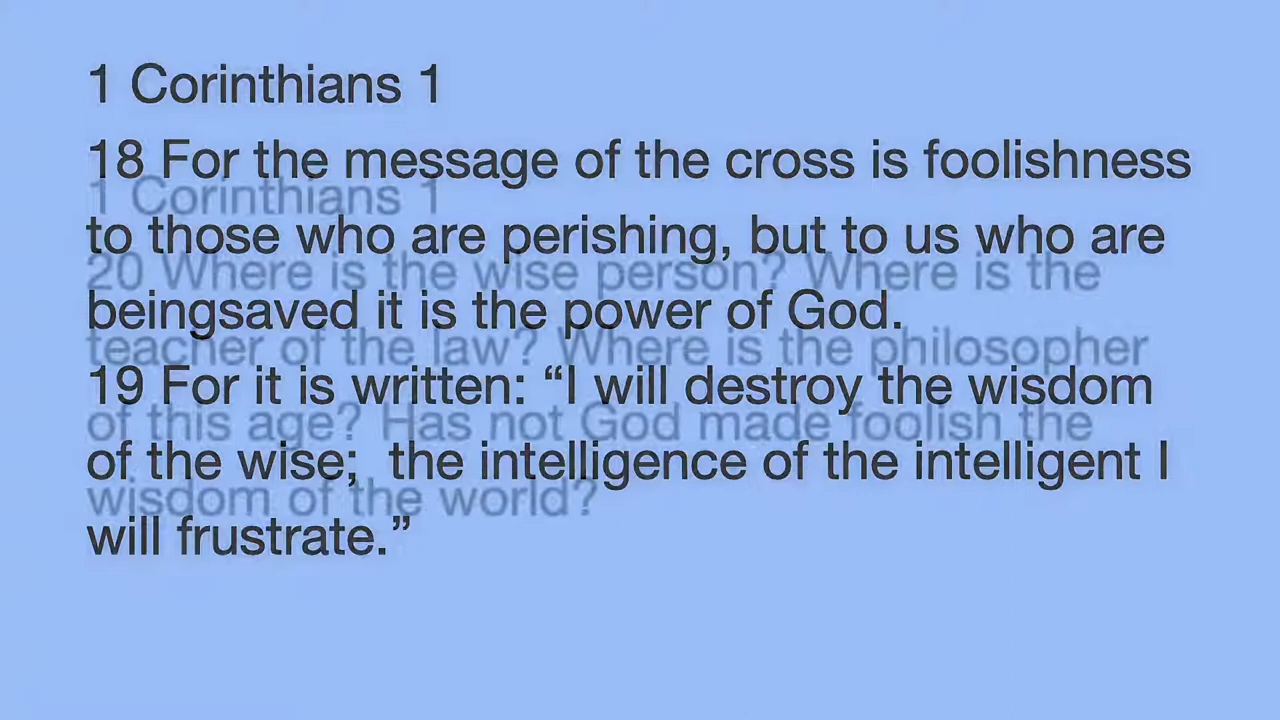 1 Corinthians 1
18 For the message of the cross is foolishness
to those who are perishing, but to us who are
beingsaved it is the power of God.
19 For it is written: “I will destroy the wisdom
of the wise;  the intelligence of the intelligent I
will frustrate.”
1 Corinthians 1
20 Where is the wise person? Where is the
teacher of the law? Where is the philosopher
of this age? Has not God made foolish the
wisdom of the world?